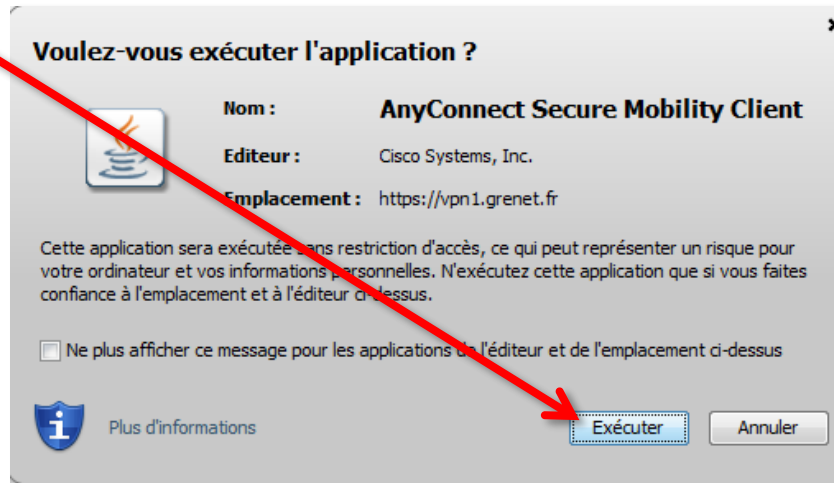 Voulez-vous exécuter l'application ?
Nom : AnyConnect Secure Mobility Client
Editeur : Cisco Systems, Inc.
Emplacement : https://vpn1.grenet.fr
Cette application sera exécutée sans restriction d'accès, ce qui peut représenter un risque pour
votre ordinateur et vos informations personnelles. N'exécutez cette application que si vous faites
confiance à l'emplacement et à l'éditeur ci-dessus.
Ne plus afficher ce message pour les applications de l'éditeur et de l'emplacement ci-dessus
Plus d'informations
Exécuter Annuler